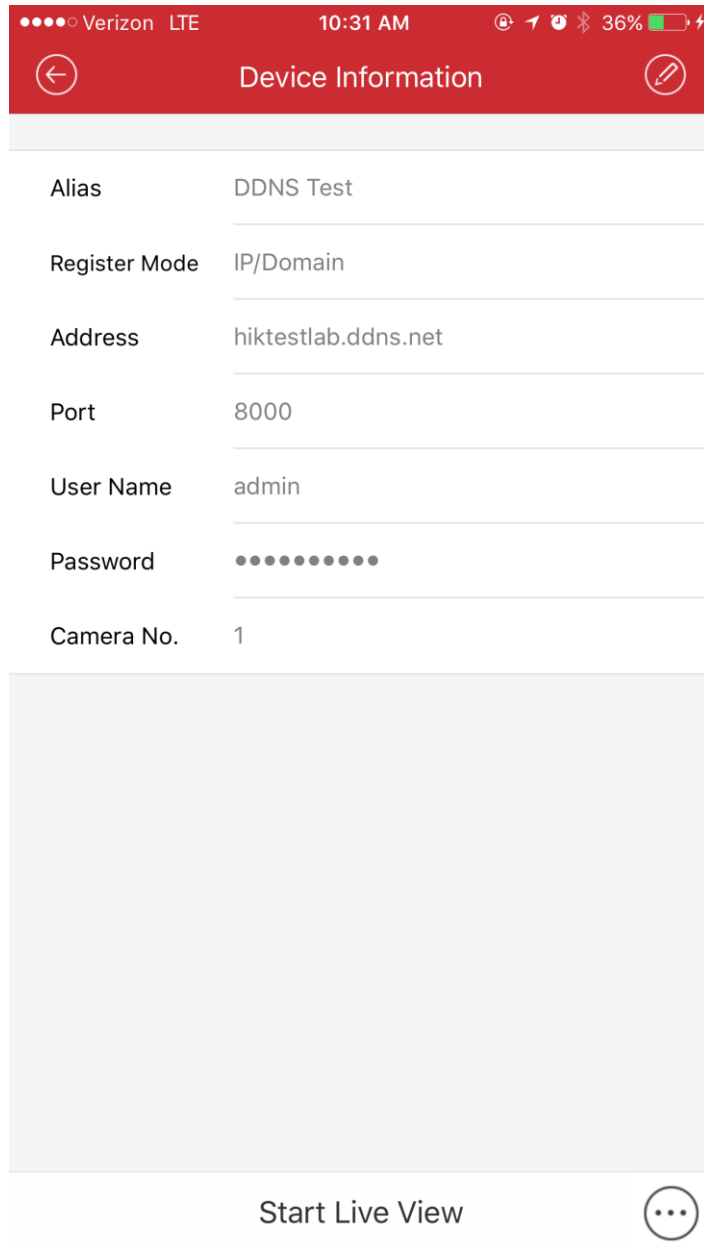 Verizon LTE 10:31 AM 36%
Device Information
Alias DDNS Test
Register Mode IP/Domain
Address hiktestlab.ddns.net
Port 8000
User Name admin
Password ●●●●●●●●●●
Camera No. 1
Start Live View